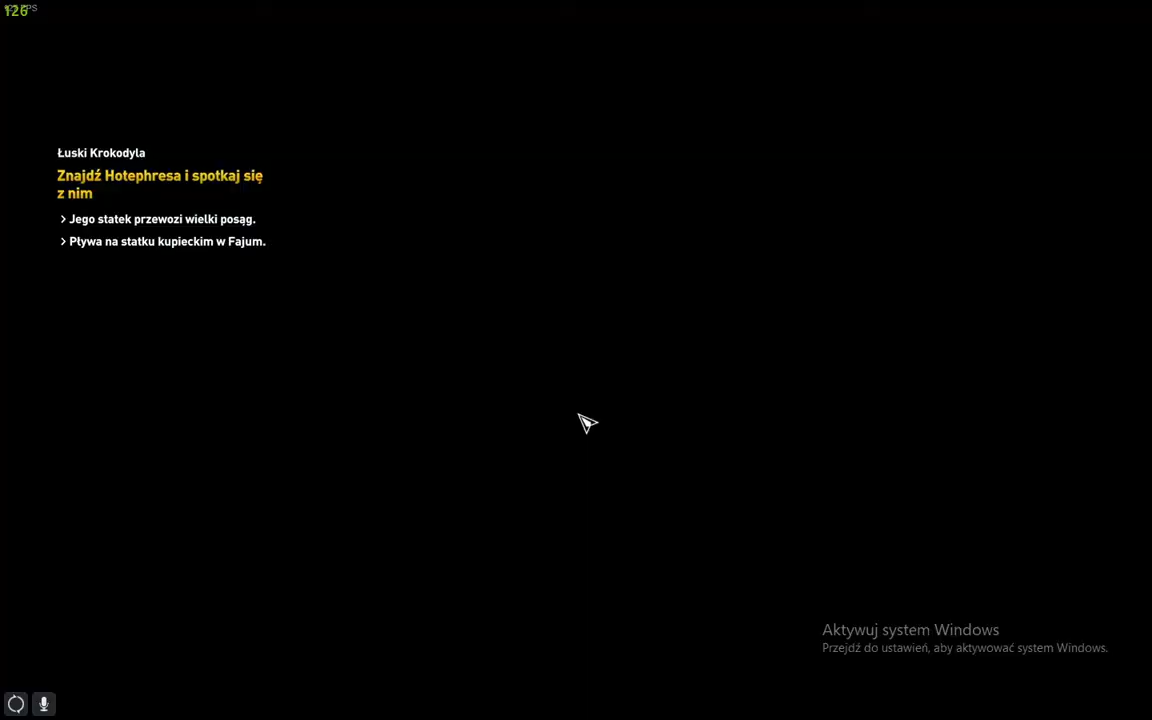 126
Łuski Krokodyla
Znajdź Hotephresa i spotkaj się
z nim
> Jego statek przewozi wielki posąg.
> Pływa na statku kupieckim w Fajum.
Aktywuj system Windows
Przejdź do ustawień, aby aktywować system Windows.